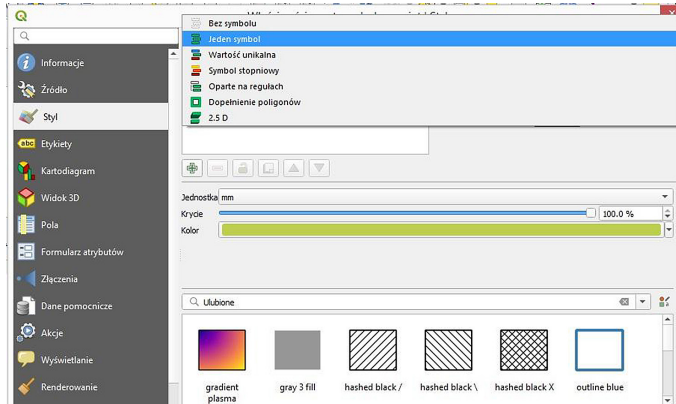 Bez symbolu
Jeden symbol
Wartość unikalna
Symbol stopniowy
Oparte na regułach
Dopełnienie poligonów
2.5 D
Informacje
Źródło
Styl
abc Etykiety
Kartodiagram
Widok 3D
Pola
Formularz atrybutów
Złączenia
Dane pomocnicze
Akcje
Wyświetlanie
Renderowanie
Jednostka mm
Krycie 100.0 %
Kolor
Ulubione
gradient plasma
gray 3 fill
hashed black /
hashed black \
hashed black X
outline blue